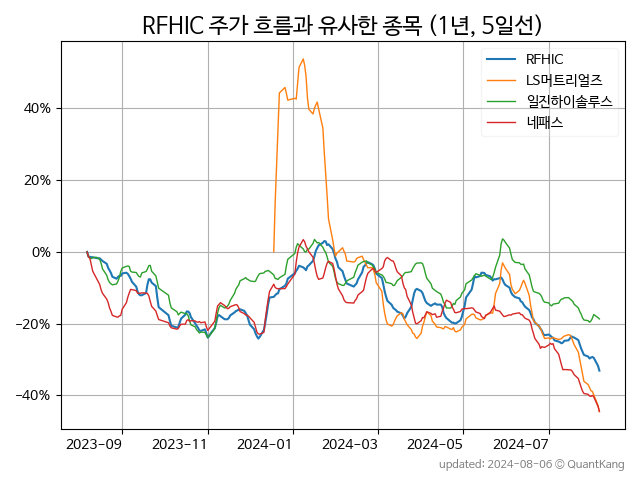 RFHIC 주가 흐름과 유사한 종목 (1년, 5일선)
RFHIC
LS머트리얼즈
일진하이솔루스
네패스
40%
20%
0%
−20%
−40%
2023-09 2023-11 2024-01 2024-03 2024-05 2024-07
updated: 2024-08-06 © QuantKang